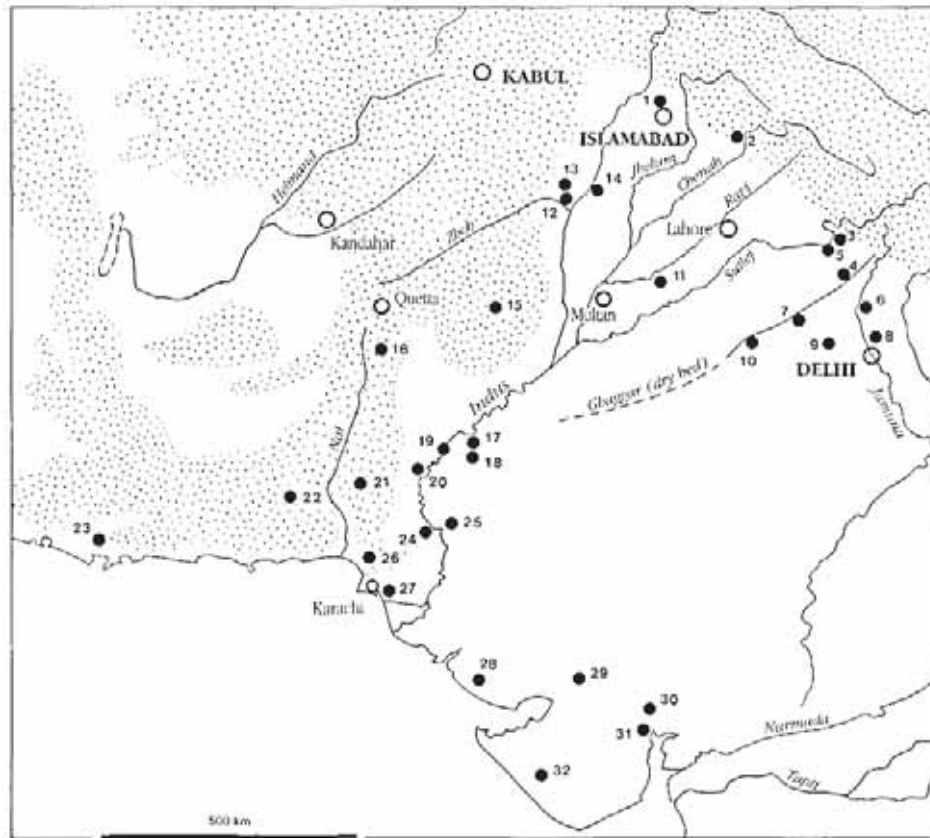 KABUL
1
ISLAMABAD
2
Helmand
Jhelum
Chenab
13
14
12
Ravi
Kandahar
Zhob
Lahore
3
5
Sutlej
4
11
Quetta
Multan
15
7
6
16
10
9
8
DELHI
Indus
Ghaggar (dry bed)
Jamuna
Nal
19
17
18
20
21
22
23
25
24
26
27
Karachi
28
29
30
31
Narmada
32
Tapti
500 km